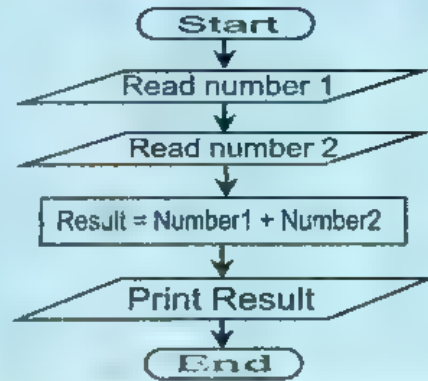 Start
Read number 1
Read number 2
Result = Number1 + Number2
Print Result
End